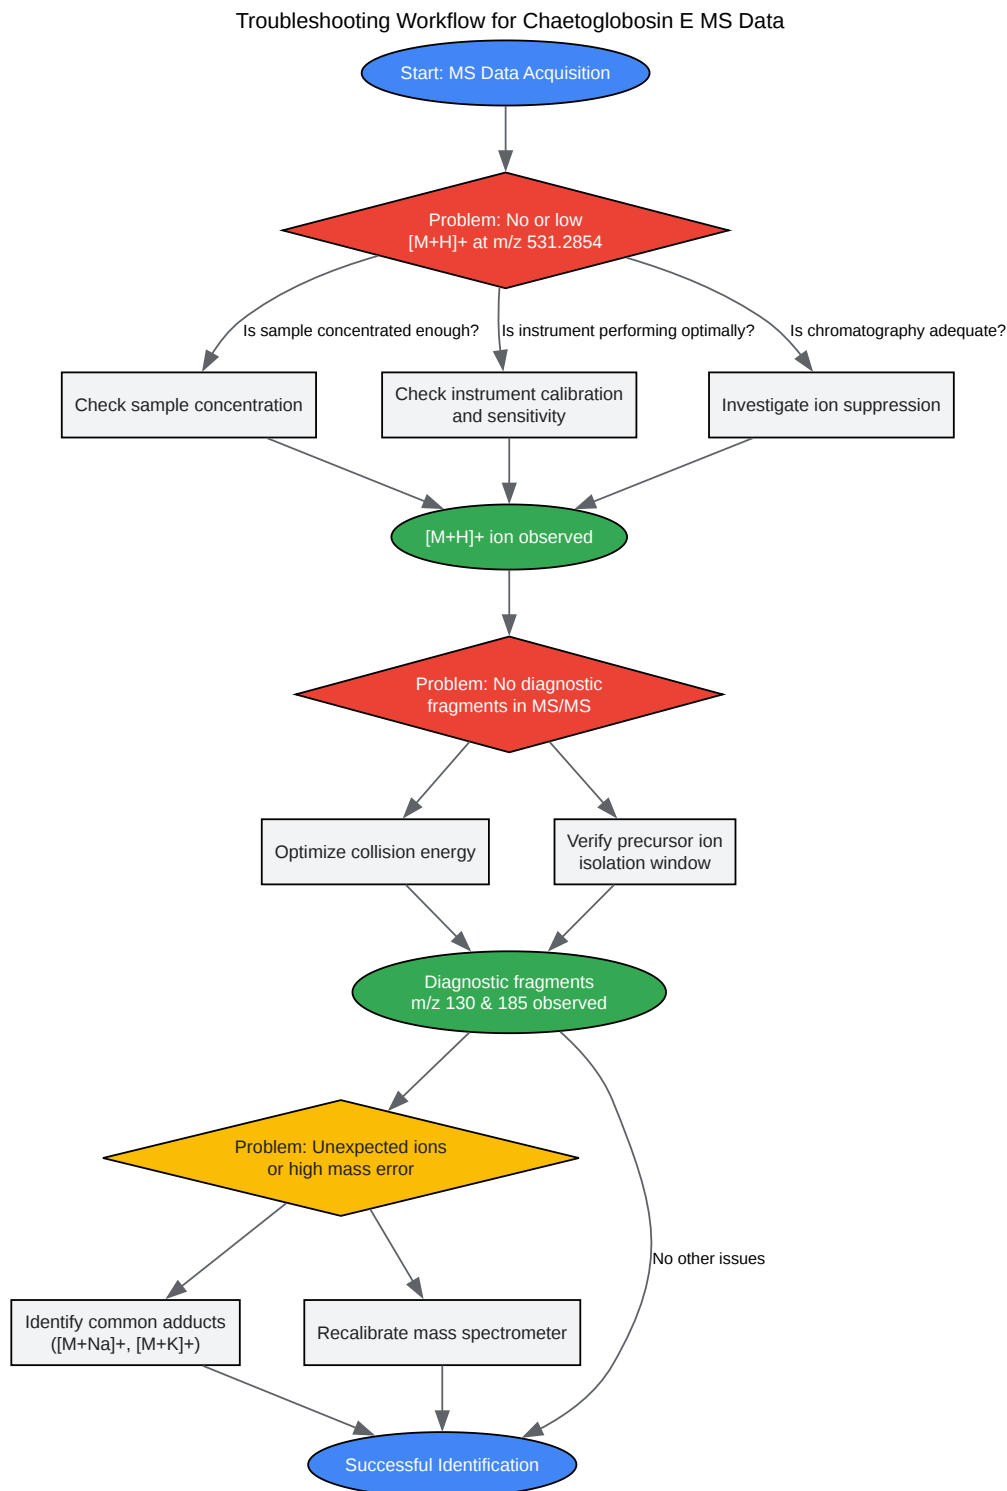 Troubleshooting Workflow for Chaetoglobosin E MS Data
Start: MS Data Acquisition
Problem: No or low
[M+H]+ at m/z 531.2854
Is sample concentrated enough?
Is instrument performing optimally?
Is chromatography adequate?
Check sample concentration
Check instrument calibration
and sensitivity
Investigate ion suppression
[M+H]+ ion observed
Problem: No diagnostic
fragments in MS/MS
Optimize collision energy
Verify precursor ion
isolation window
Diagnostic fragments
m/z 130 & 185 observed
Problem: Unexpected ions
or high mass error
No other issues
Identify common adducts
([M+Na]+, [M+K]+)
Recalibrate mass spectrometer
Successful Identification